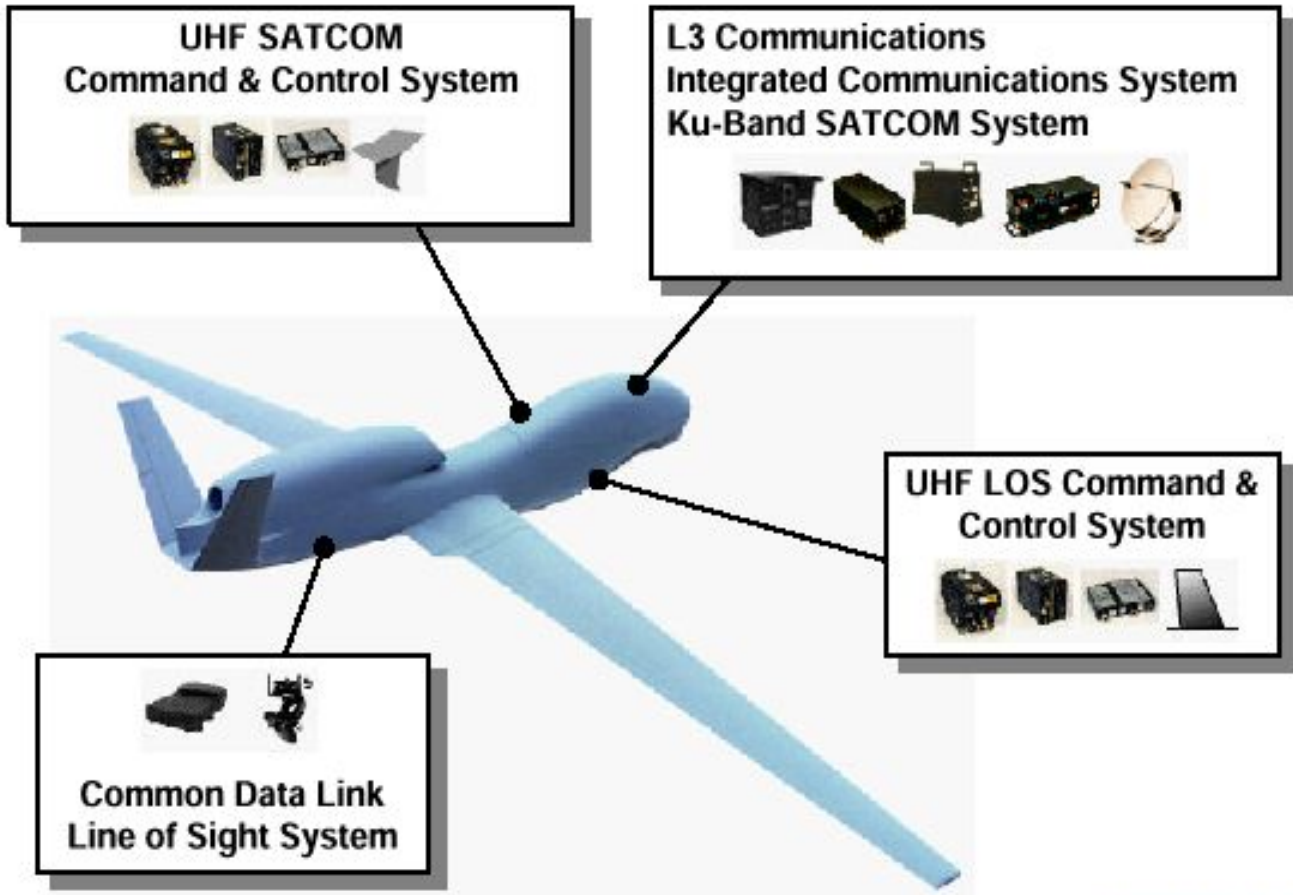 UHF SATCOM
Command & Control System
L3 Communications
Integrated Communications System
Ku-Band SATCOM System
UHF LOS Command &
Control System
Common Data Link
Line of Sight System